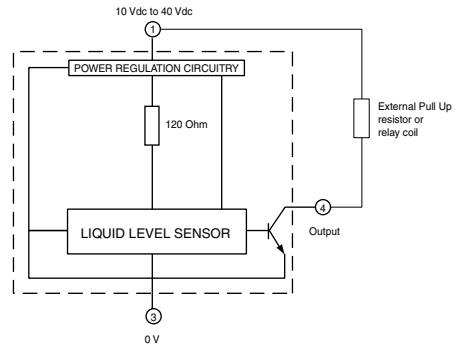 10 Vdc to 40 Vdc
1
POWER REGULATION CIRCUITRY
120 Ohm
External Pull Up
resistor or
relay coil
LIQUID LEVEL SENSOR
4
Output
3
0 V